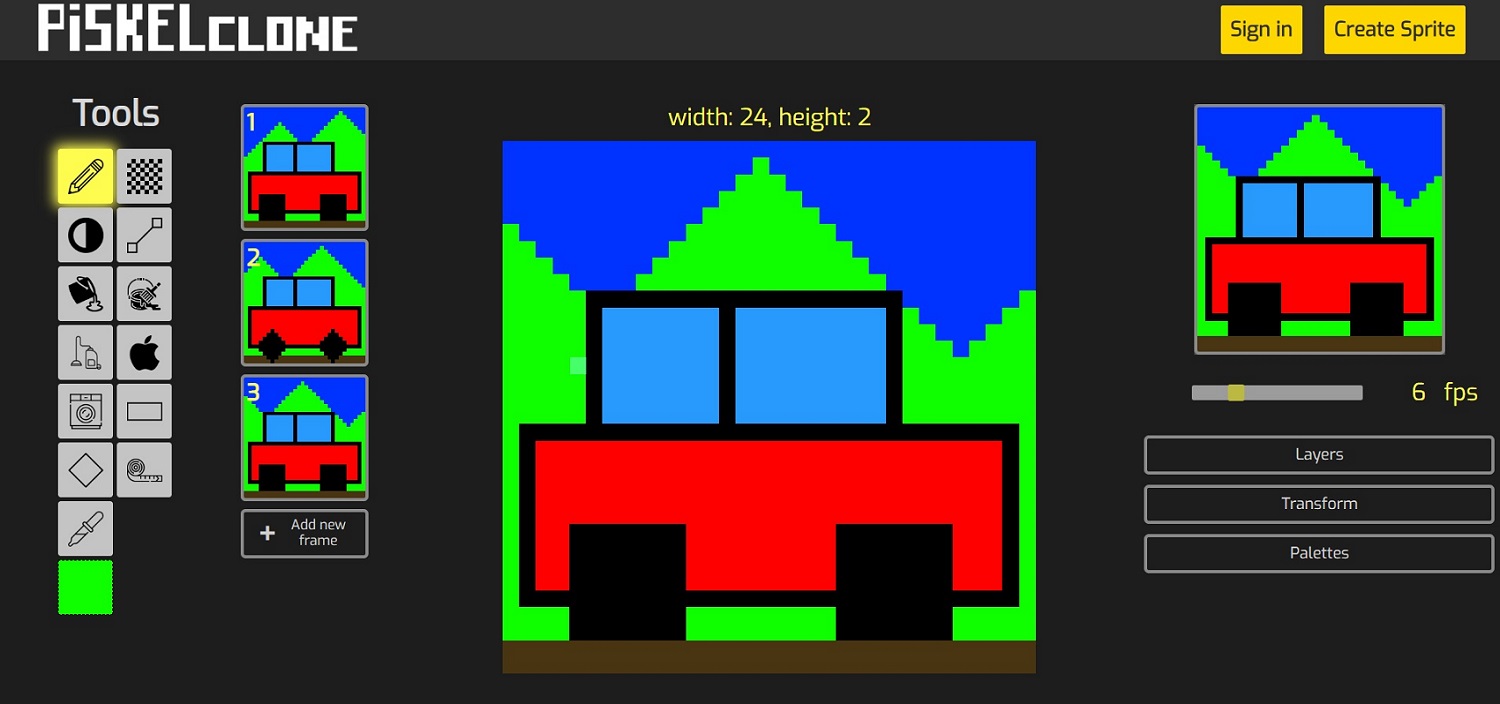 PiSKELCLONE
Sign in
Create Sprite
Tools
1
2
3
+ Add new
frame
width: 24, height: 2
6 fps
Layers
Transform
Palettes